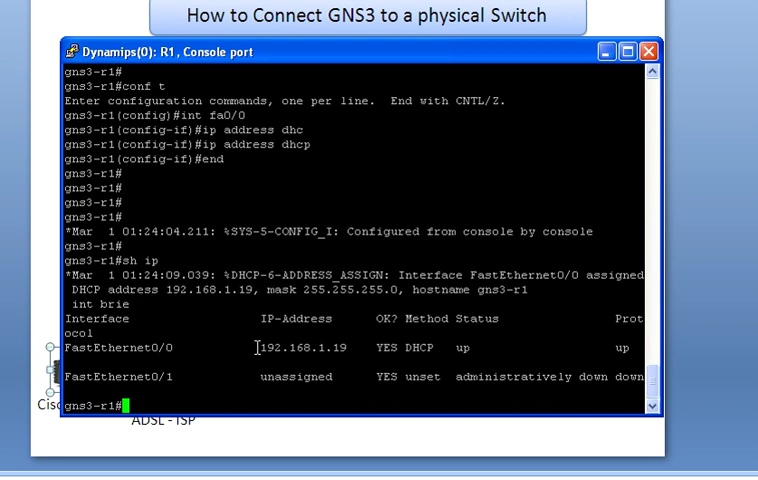 How to Connect GNS3 to a physical Switch
Dynamips(0): R1, Console port
gns3-r1#
gns3-r1#conf t
Enter configuration commands, one per line.  End with CNTL/Z.
gns3-r1(config)#int fa0/0
gns3-r1(config-if)#ip address dhc
gns3-r1(config-if)#ip address dhcp
gns3-r1(config-if)#end
gns3-r1#
gns3-r1#
gns3-r1#
gns3-r1#
*Mar  1 01:24:04.211: %SYS-5-CONFIG_I: Configured from console by console
gns3-r1#
gns3-r1#sh ip
*Mar  1 01:24:09.039: %DHCP-6-ADDRESS_ASSIGN: Interface FastEthernet0/0 assigned
 DHCP address 192.168.1.19, mask 255.255.255.0, hostname gns3-r1
 int brie
Interface                  IP-Address      OK? Method Status                Prot
ocol
FastEthernet0/0            192.168.1.19    YES DHCP   up                    up
FastEthernet0/1            unassigned      YES unset  administratively down down
gns3-r1#
Cisc
ADSL - ISP